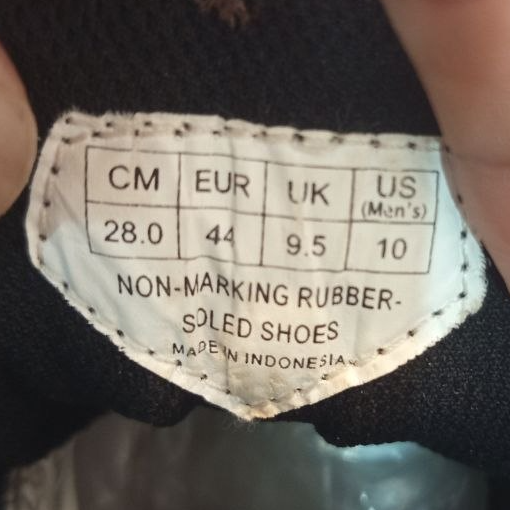 CM EUR UK US (Men's)
28.0 44 9.5 10
NON-MARKING RUBBER-
SOLED SHOES
MADE IN INDONESIA